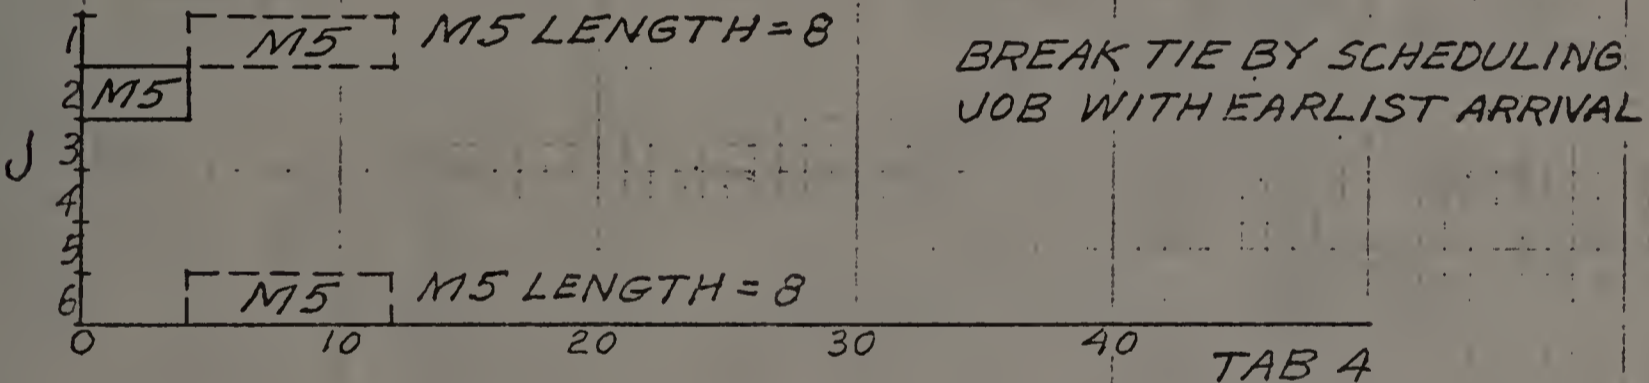 1 M5 M5 LENGTH = 8
BREAK TIE BY SCHEDULING
2 M5
JOB WITH EARLIST ARRIVAL
J 3
4
5
6 M5 M5 LENGTH = 8
0 10 20 30 40
TAB 4